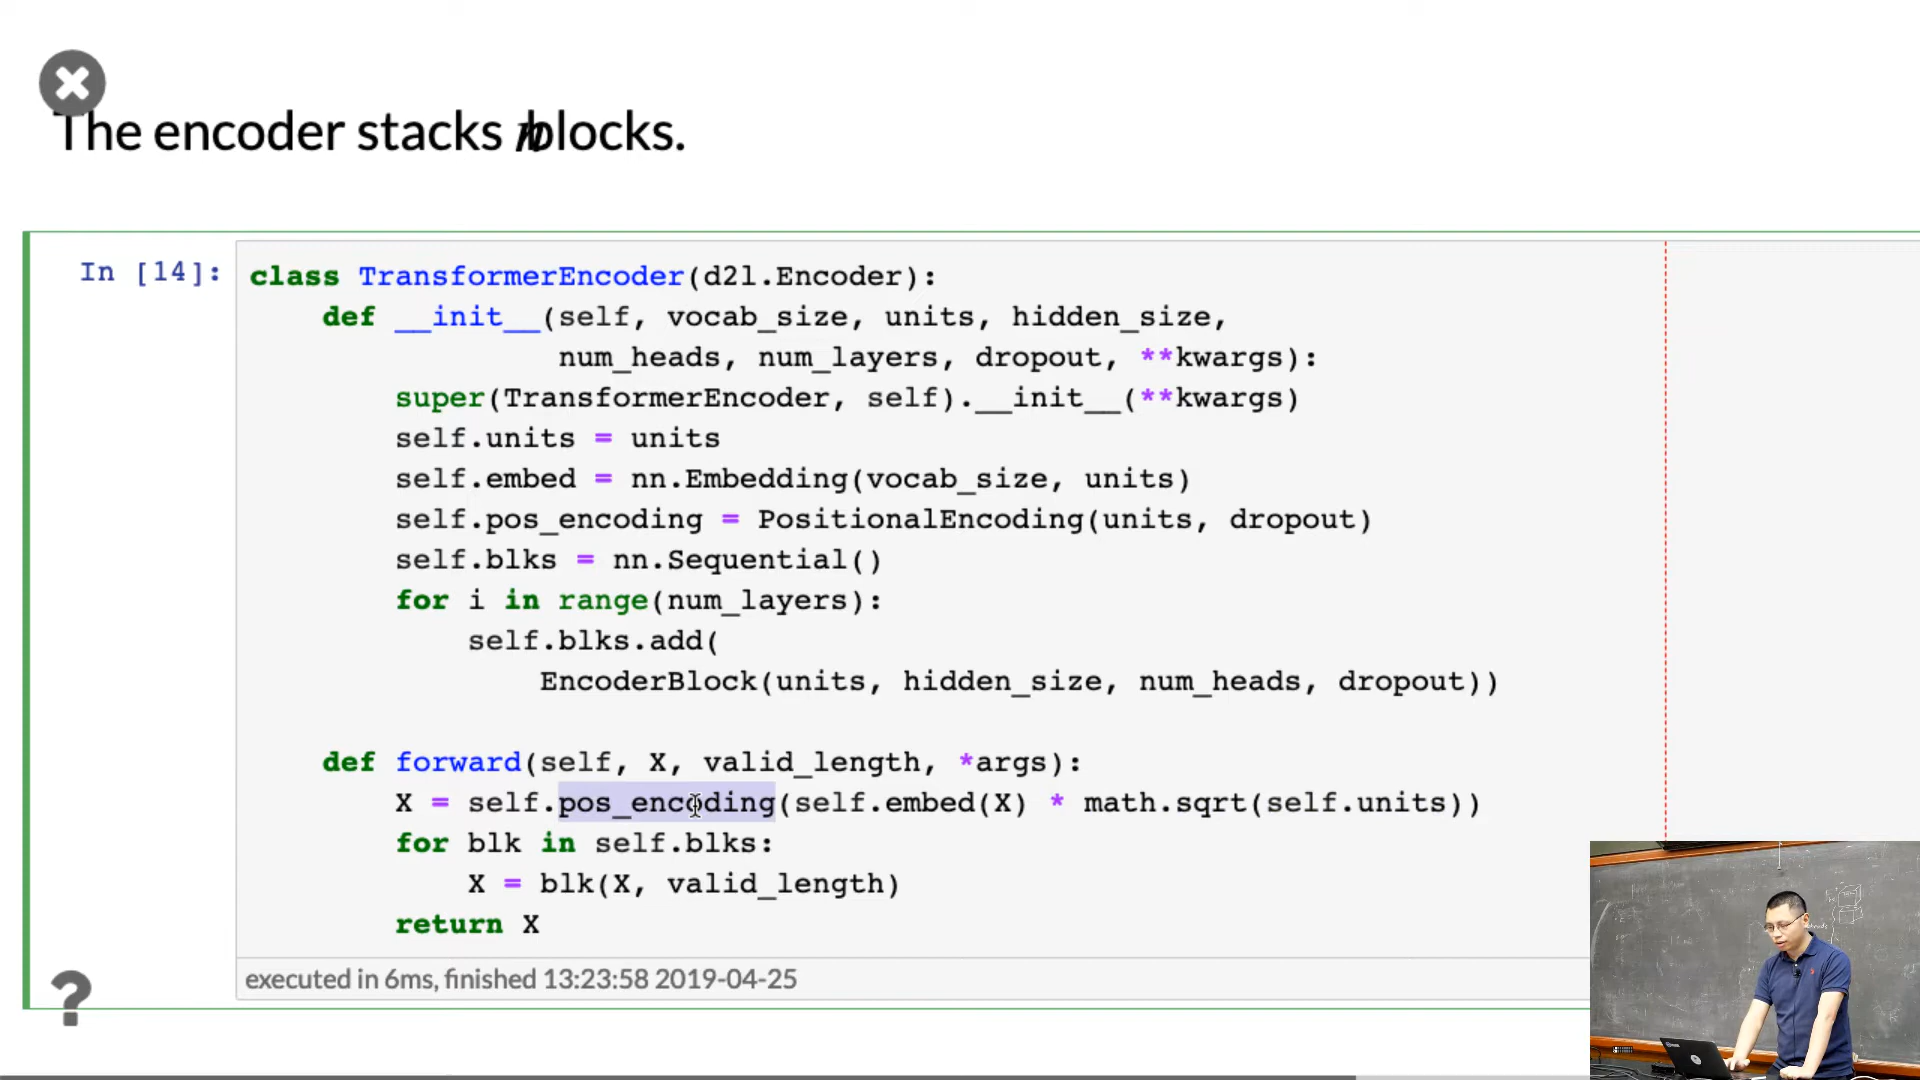 The encoder stacks n blocks.
In [14]:
class TransformerEncoder(d2l.Encoder):
    def __init__(self, vocab_size, units, hidden_size,
                 num_heads, num_layers, dropout, **kwargs):
        super(TransformerEncoder, self).__init__(**kwargs)
        self.units = units
        self.embed = nn.Embedding(vocab_size, units)
        self.pos_encoding = PositionalEncoding(units, dropout)
        self.blks = nn.Sequential()
        for i in range(num_layers):
            self.blks.add(
                EncoderBlock(units, hidden_size, num_heads, dropout))
    def forward(self, X, valid_length, *args):
        X = self.pos_encoding(self.embed(X) * math.sqrt(self.units))
        for blk in self.blks:
            X = blk(X, valid_length)
        return X
executed in 6ms, finished 13:23:58 2019-04-25
?